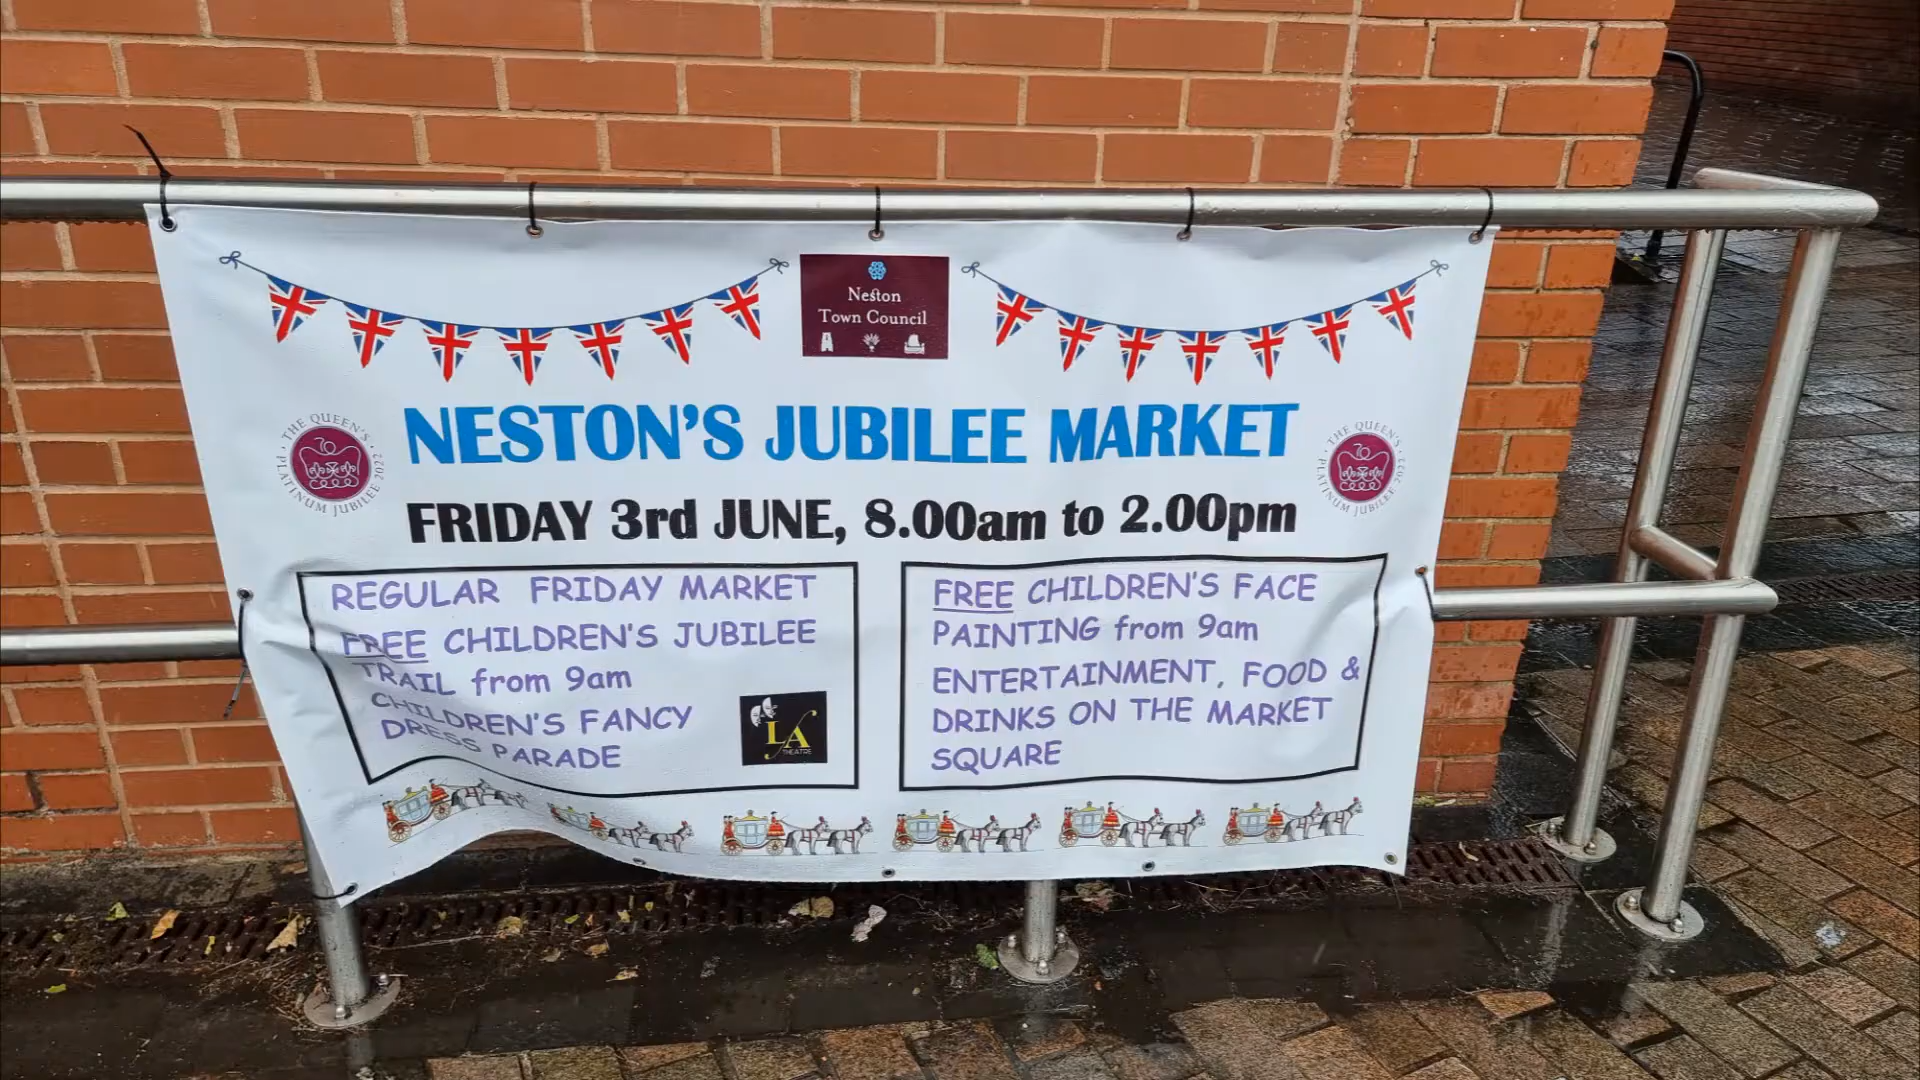 Neston
Town Council
NESTON'S JUBILEE MARKET
THE QUEEN'S
PLATINUM JUBILEE 2022
70
THE QUEEN'S
PLATINUM JUBILEE 2022
70
FRIDAY 3rd JUNE, 8.00am to 2.00pm
REGULAR FRIDAY MARKET
FREE CHILDREN'S JUBILEE
TRAIL from 9am
CHILDREN'S FANCY
DRESS PARADE
LA
THEATRE
FREE CHILDREN'S FACE
PAINTING from 9am
ENTERTAINMENT, FOOD &
DRINKS ON THE MARKET
SQUARE